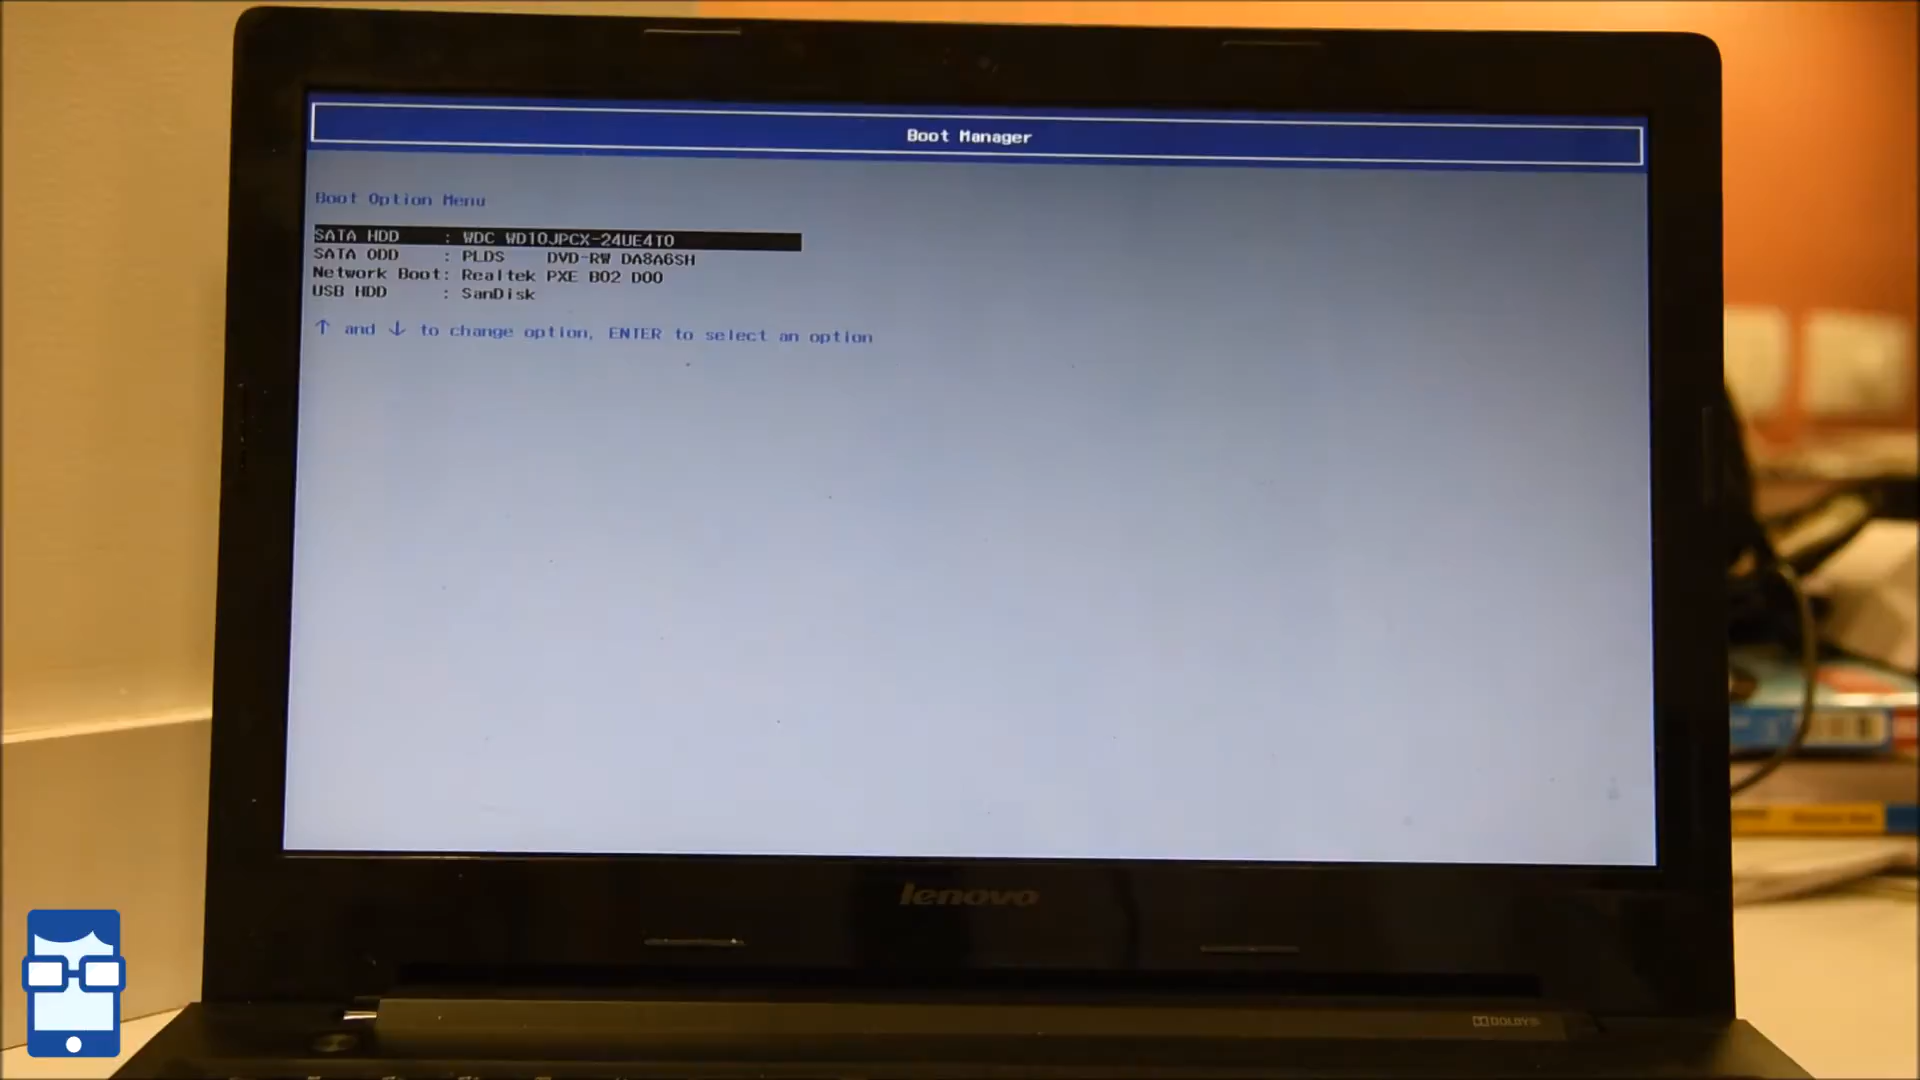 Boot Manager
Boot Option Menu
SATA HDD : WDC WD10JPCX-24UE4T0
SATA ODD : PLDS DVD-RW DA8A6SH
Network Boot: Realtek PXE B02 D00
USB HDD : SanDisk
↑ and ↓ to change option, ENTER to select an option
lenovo
DOLBY